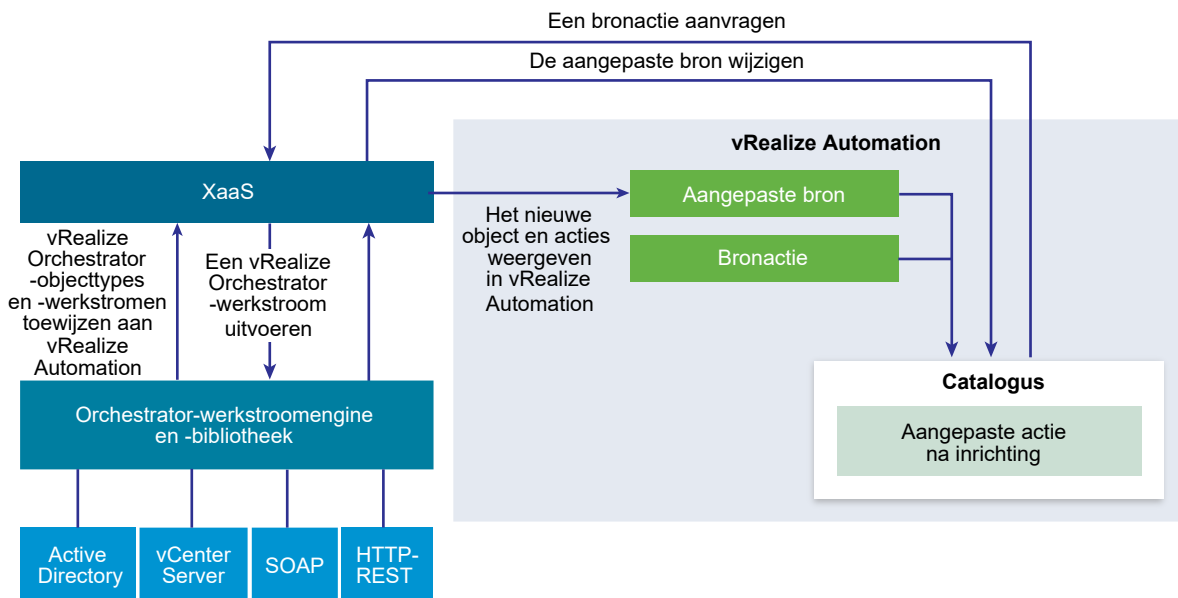 Een bronactie aanvragen
De aangepaste bron wijzigen
vRealize Automation
XaaS
Aangepaste bron
Het nieuwe
object en acties
weergeven
in vRealize
Automation
Bronactie
vRealize
Orchestrator
-objecttypes
en -werkstromen
toewijzen aan
vRealize
Automation
Een vRealize
Orchestrator
-werkstroom
uitvoeren
Catalogus
Aangepaste actie
na inrichting
Orchestrator-werkstroomengine
en -bibliotheek
Active
Directory
vCenter
Server
SOAP
HTTP-
REST